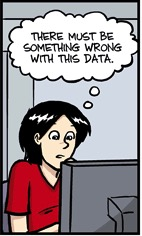 THERE MUST BE
SOMETHING WRONG
WITH THIS DATA.